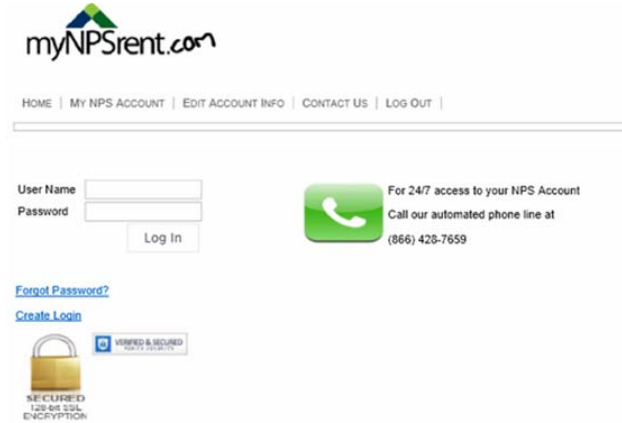 myNPSrent.com
HOME | MY NPS ACCOUNT | EDIT ACCOUNT INFO | CONTACT US | LOG OUT |
User Name
Password
Log In
For 24/7 access to your NPS Account
Call our automated phone line at
(866) 428-7659
Forgot Password?
Create Login
VERIFIED & SECURED
SECURED
128-bit SSL
ENCRYPTION